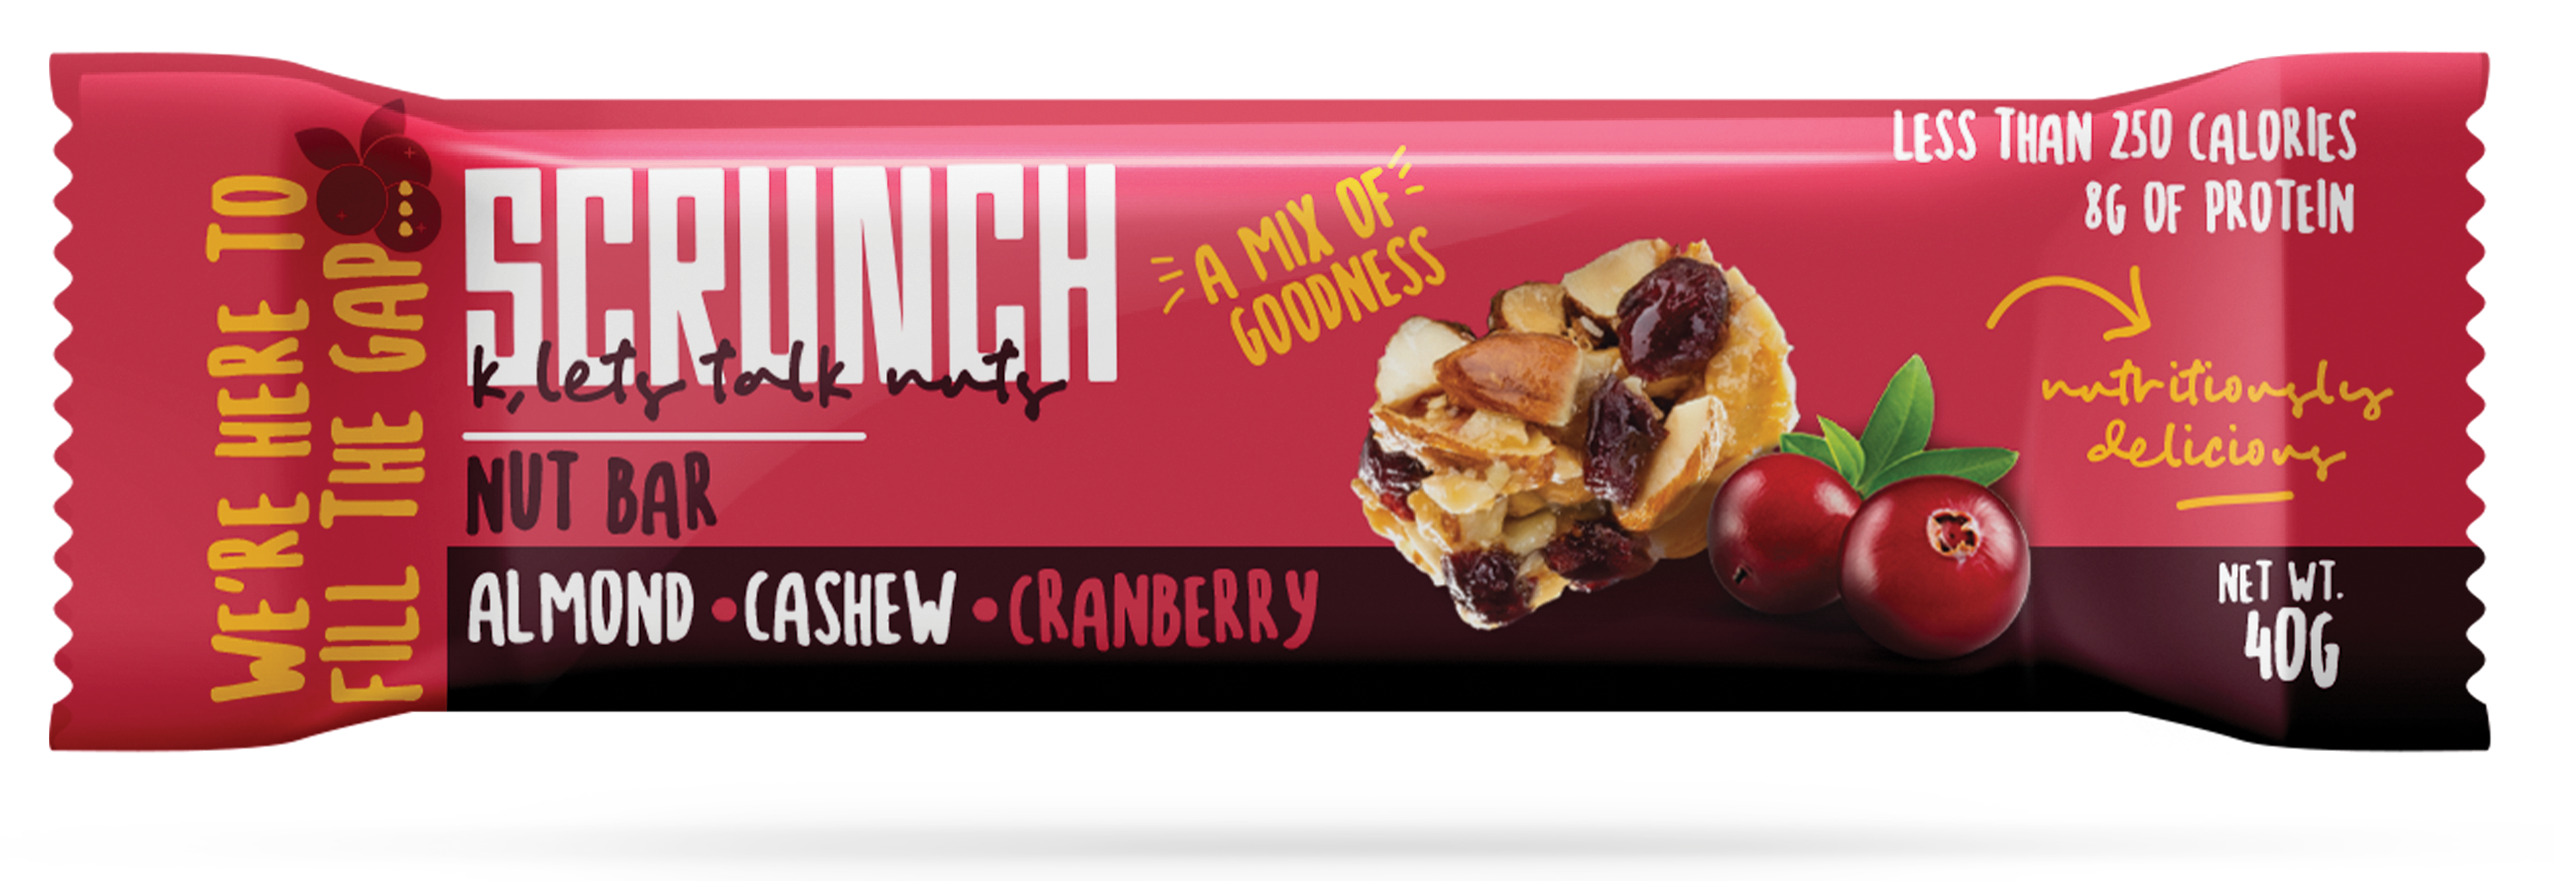 WE'RE HERE TO
FILL THE GAP
SCRUNCH
k, lets talk nuts
NUT BAR
ALMOND • CASHEW • CRANBERRY
A MIX OF
GOODNESS
LESS THAN 250 CALORIES
8G OF PROTEIN
nutritiously
delicious
NET WT.
40G